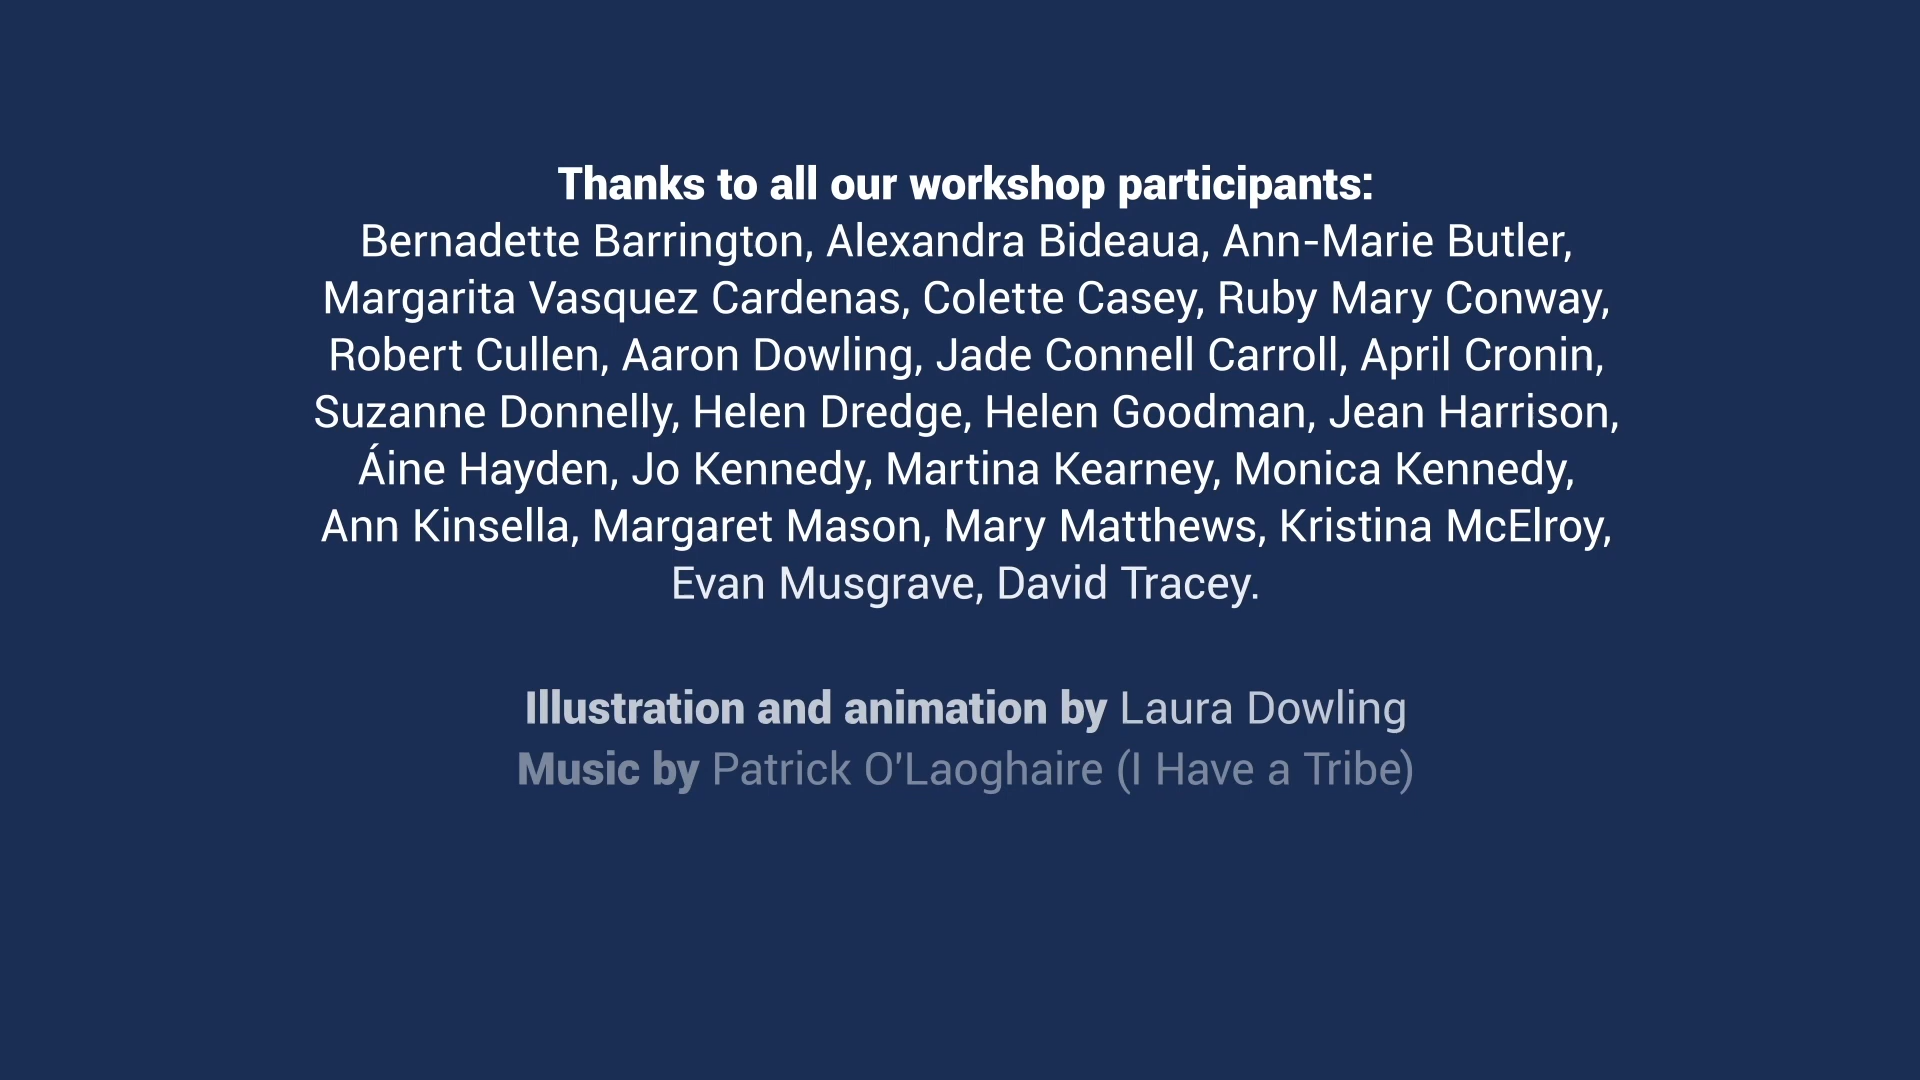 Thanks to all our workshop participants:
Bernadette Barrington, Alexandra Bideaua, Ann-Marie Butler,
Margarita Vasquez Cardenas, Colette Casey, Ruby Mary Conway,
Robert Cullen, Aaron Dowling, Jade Connell Carroll, April Cronin,
Suzanne Donnelly, Helen Dredge, Helen Goodman, Jean Harrison,
Áine Hayden, Jo Kennedy, Martina Kearney, Monica Kennedy,
Ann Kinsella, Margaret Mason, Mary Matthews, Kristina McElroy,
Evan Musgrave, David Tracey.
Illustration and animation by Laura Dowling
Music by Patrick O'Laoghaire (I Have a Tribe)